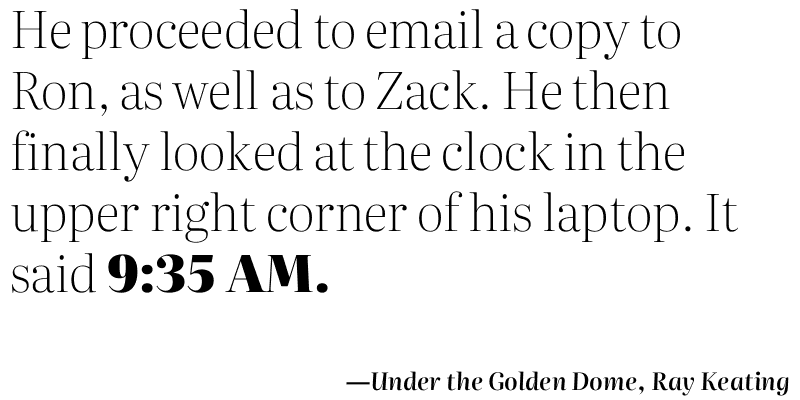 He proceeded to email a copy to
Ron, as well as to Zack. He then
finally looked at the clock in the
upper right corner of his laptop. It
said 9:35 AM.
—Under the Golden Dome, Ray Keating